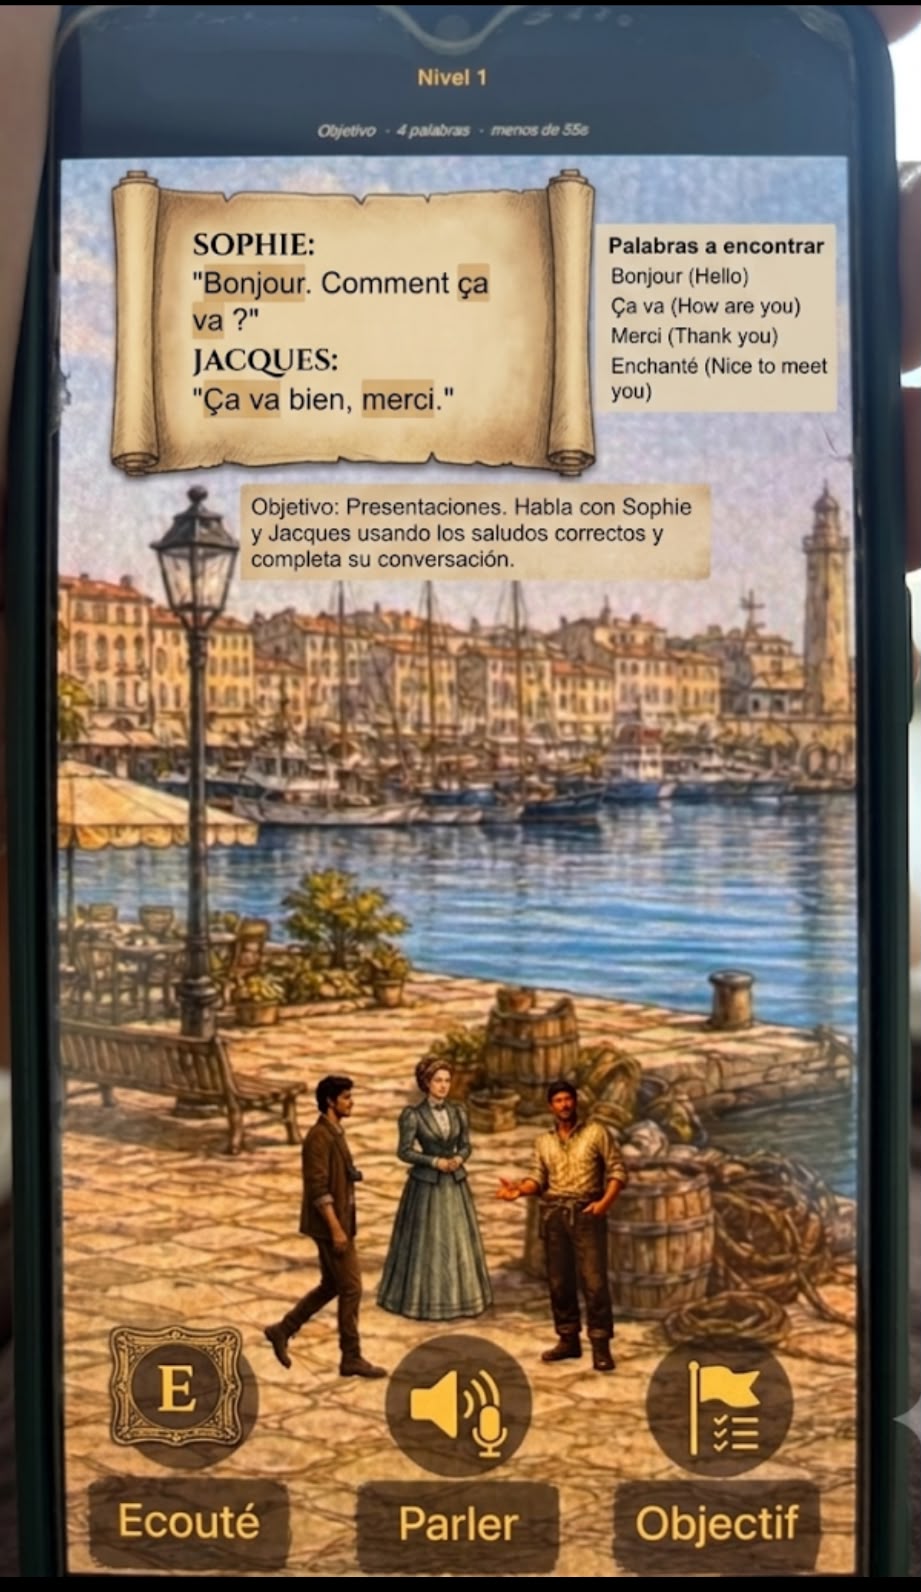 Nivel 1
Objetivo · 4 palabras · menos de 55s
SOPHIE:
"Bonjour. Comment ça
va ?"
JACQUES:
"Ça va bien, merci."
Palabras a encontrar
Bonjour (Hello)
Ça va (How are you)
Merci (Thank you)
Enchanté (Nice to meet
you)
Objetivo: Presentaciones. Habla con Sophie
y Jacques usando los saludos correctos y
completa su conversación.
E
Ecouté
Parler
Objectif